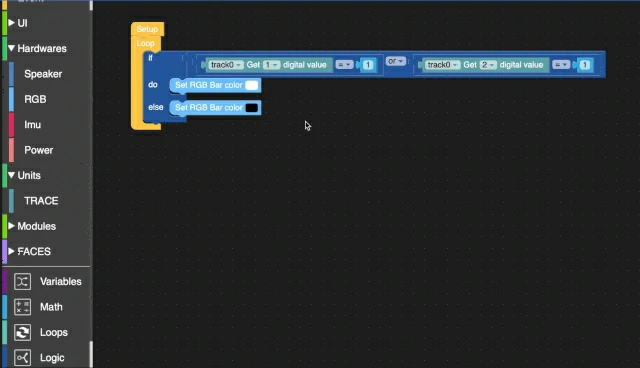 UI
Hardwares
Speaker
RGB
Imu
Power
Units
TRACE
Modules
FACES
Variables
Math
Loops
Logic
Setup
Loop
if
track0 Get 1 digital value = 1 or track0 Get 2 digital value = 1
do Set RGB Bar color
else Set RGB Bar color